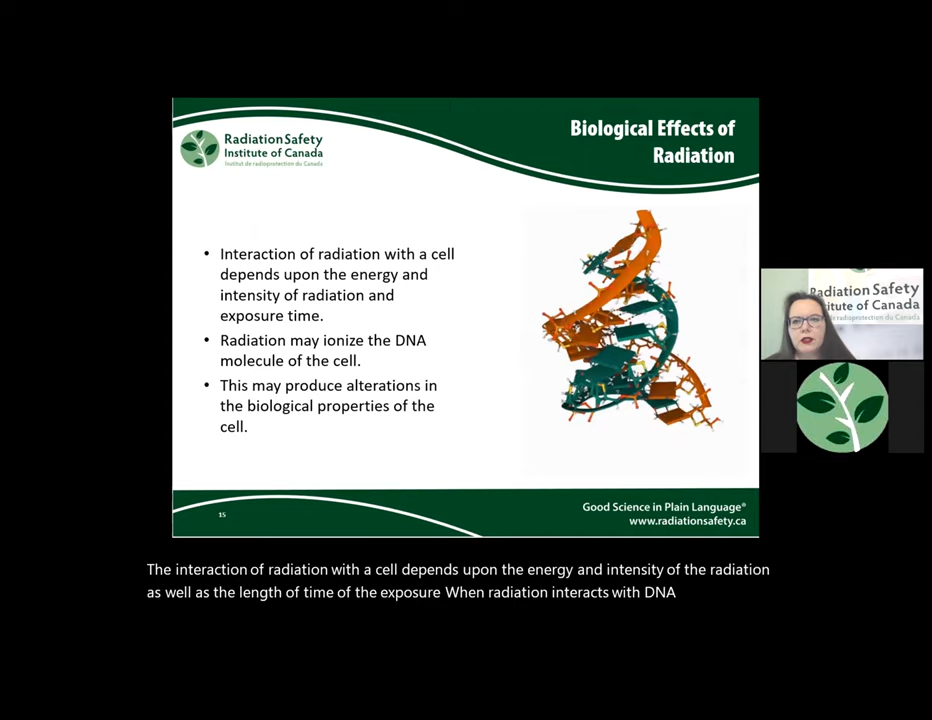 Biological Effects of
Radiation
Radiation Safety
Institute of Canada
Institut de radioprotection du Canada
• Interaction of radiation with a cell
depends upon the energy and
intensity of radiation and
exposure time.
• Radiation may ionize the DNA
molecule of the cell.
• This may produce alterations in
the biological properties of the
cell.
Radiation Safety
itute of Canada
de radioprotection du Canada
15
Good Science in Plain Language®
www.radiationsafety.ca
The interaction of radiation with a cell depends upon the energy and intensity of the radiation
as well as the length of time of the exposure When radiation interacts with DNA